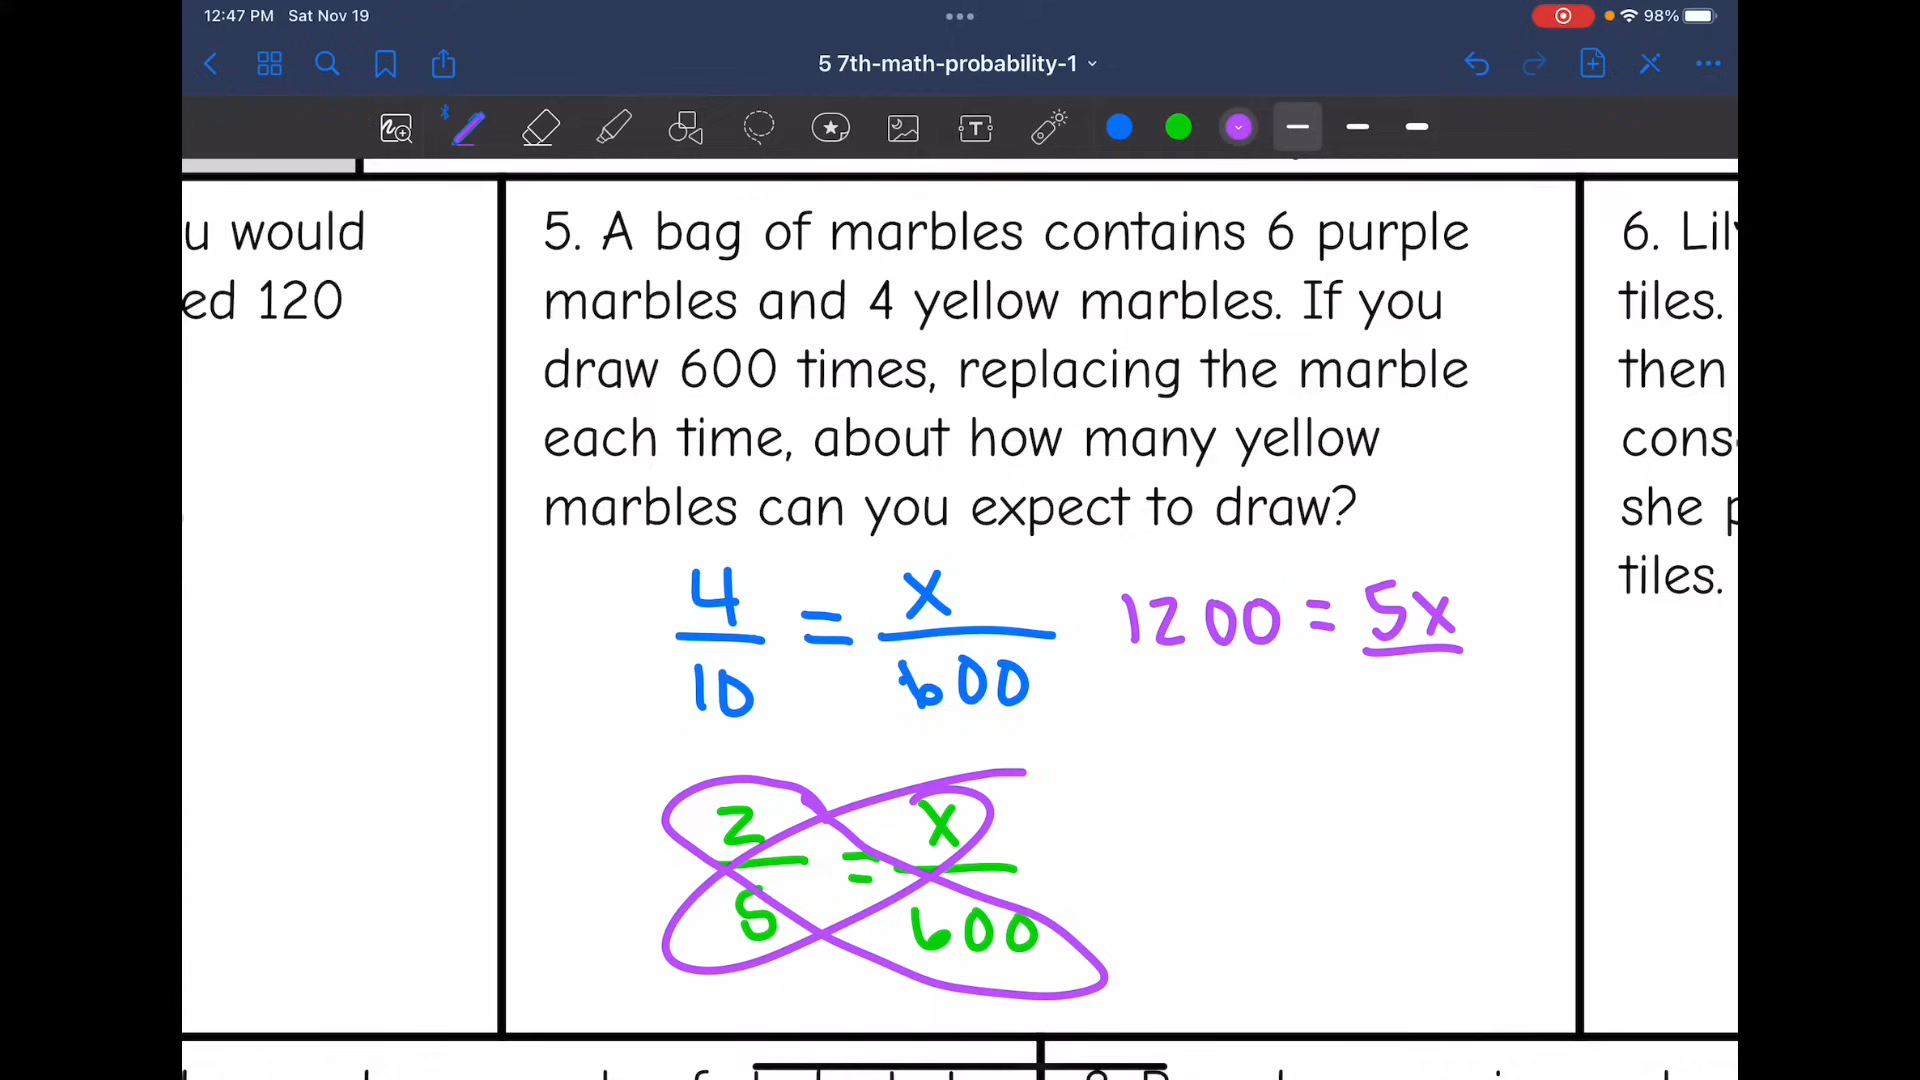 12:47 PM Sat Nov 19
98%
5 7th-math-probability-1
u would
ed 120
5. A bag of marbles contains 6 purple
marbles and 4 yellow marbles. If you
draw 600 times, replacing the marble
each time, about how many yellow
marbles can you expect to draw?
4/10 = x/600
1200 = 5x
2/5 = x/600
6. Lil
tiles.
then
cons
she p
tiles.